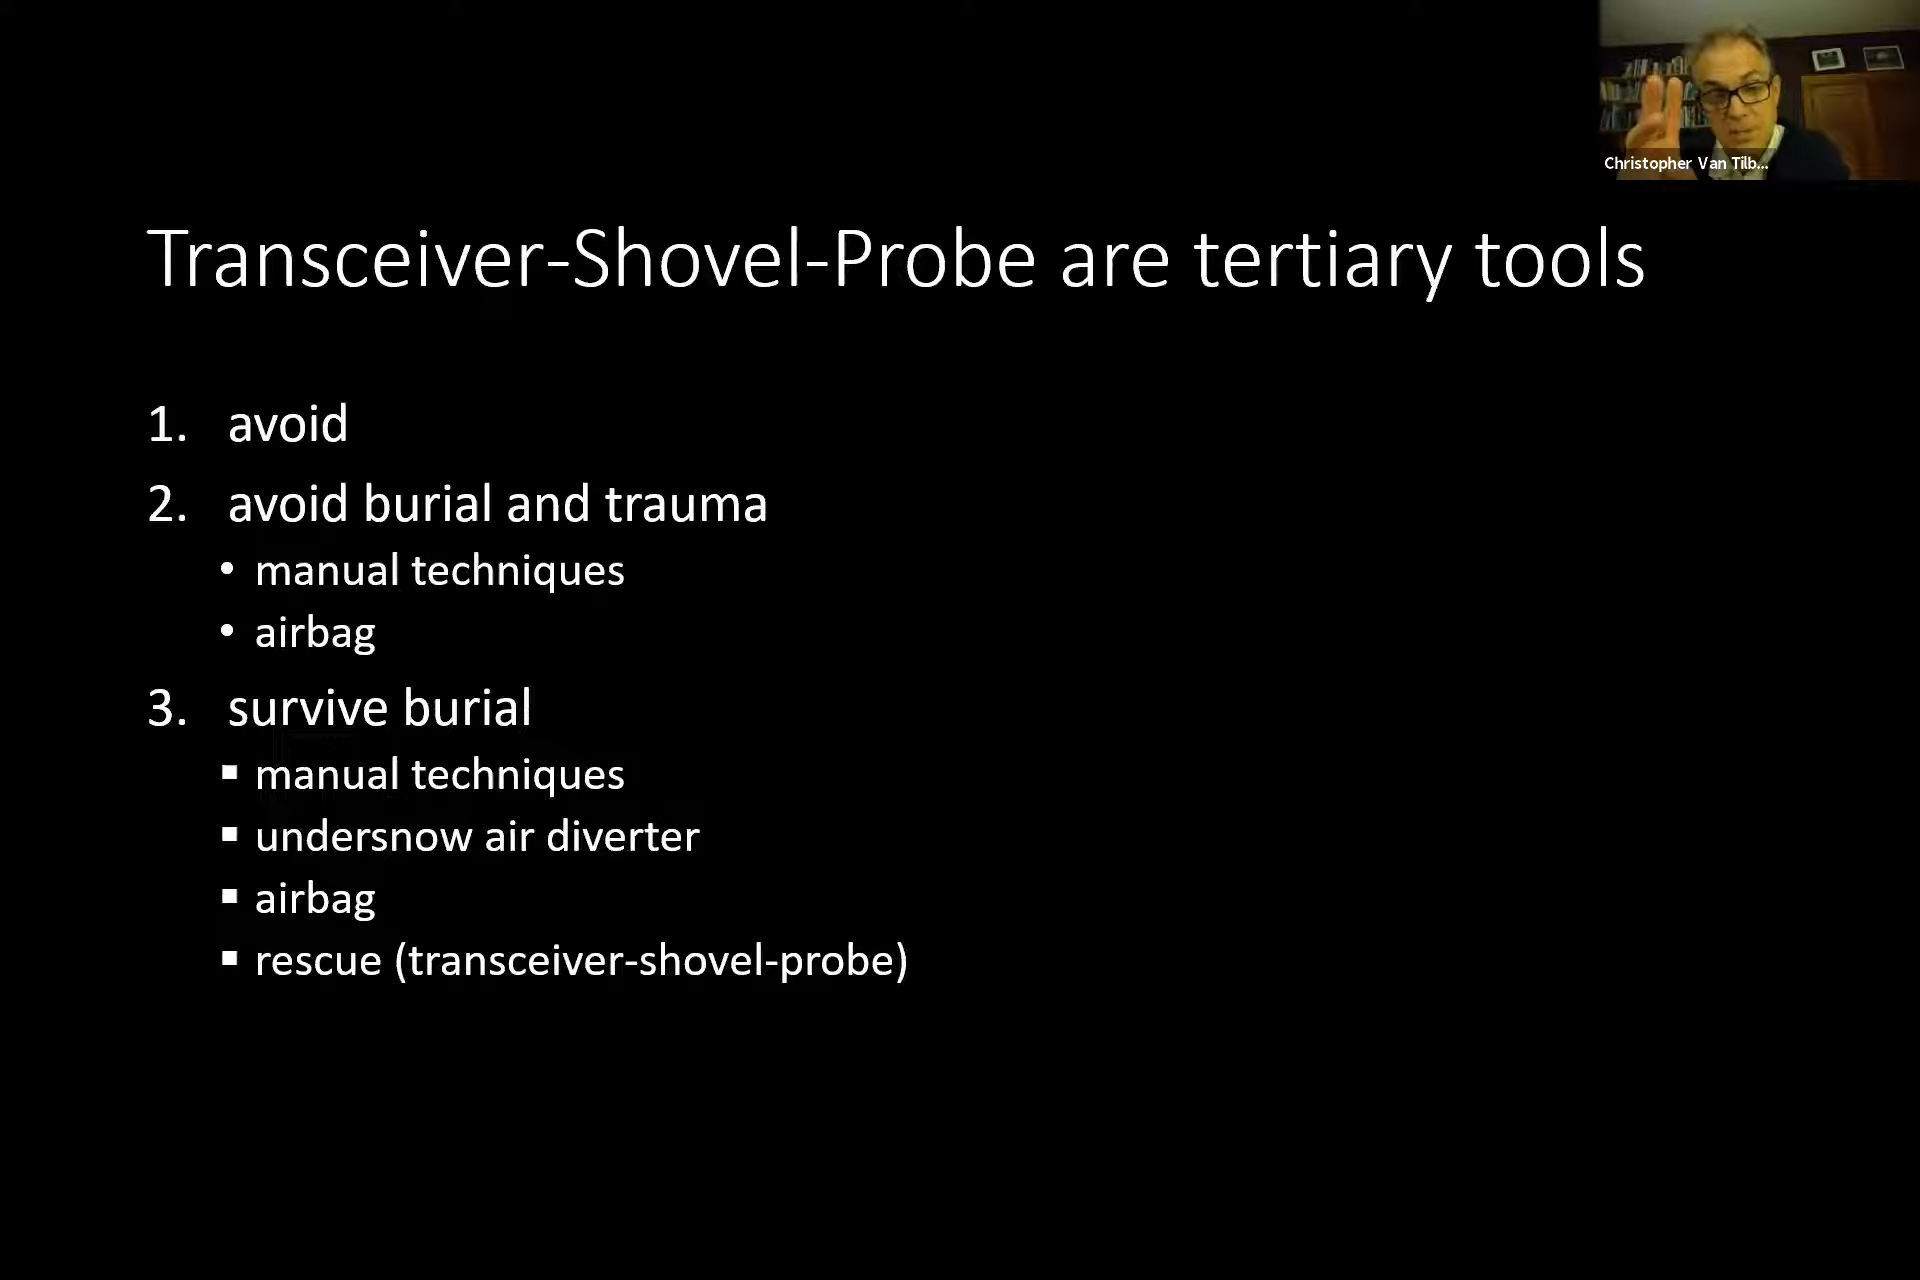 Christopher Van Tilb...
Transceiver-Shovel-Probe are tertiary tools
1. avoid
2. avoid burial and trauma
• manual techniques
• airbag
3. survive burial
▪ manual techniques
▪ undersnow air diverter
▪ airbag
▪ rescue (transceiver-shovel-probe)